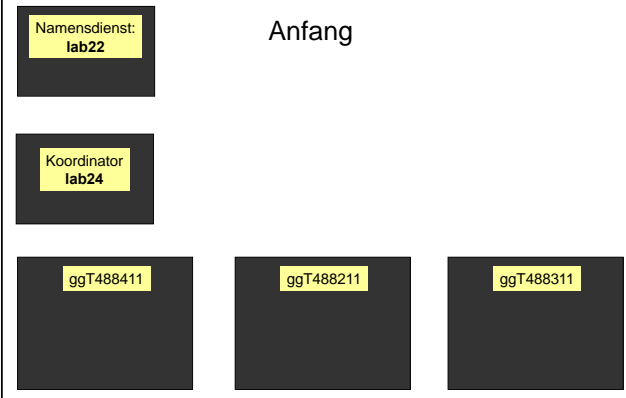 Namensdienst:
lab22
Anfang
Koordinator
lab24
ggT488411
ggT488211
ggT488311